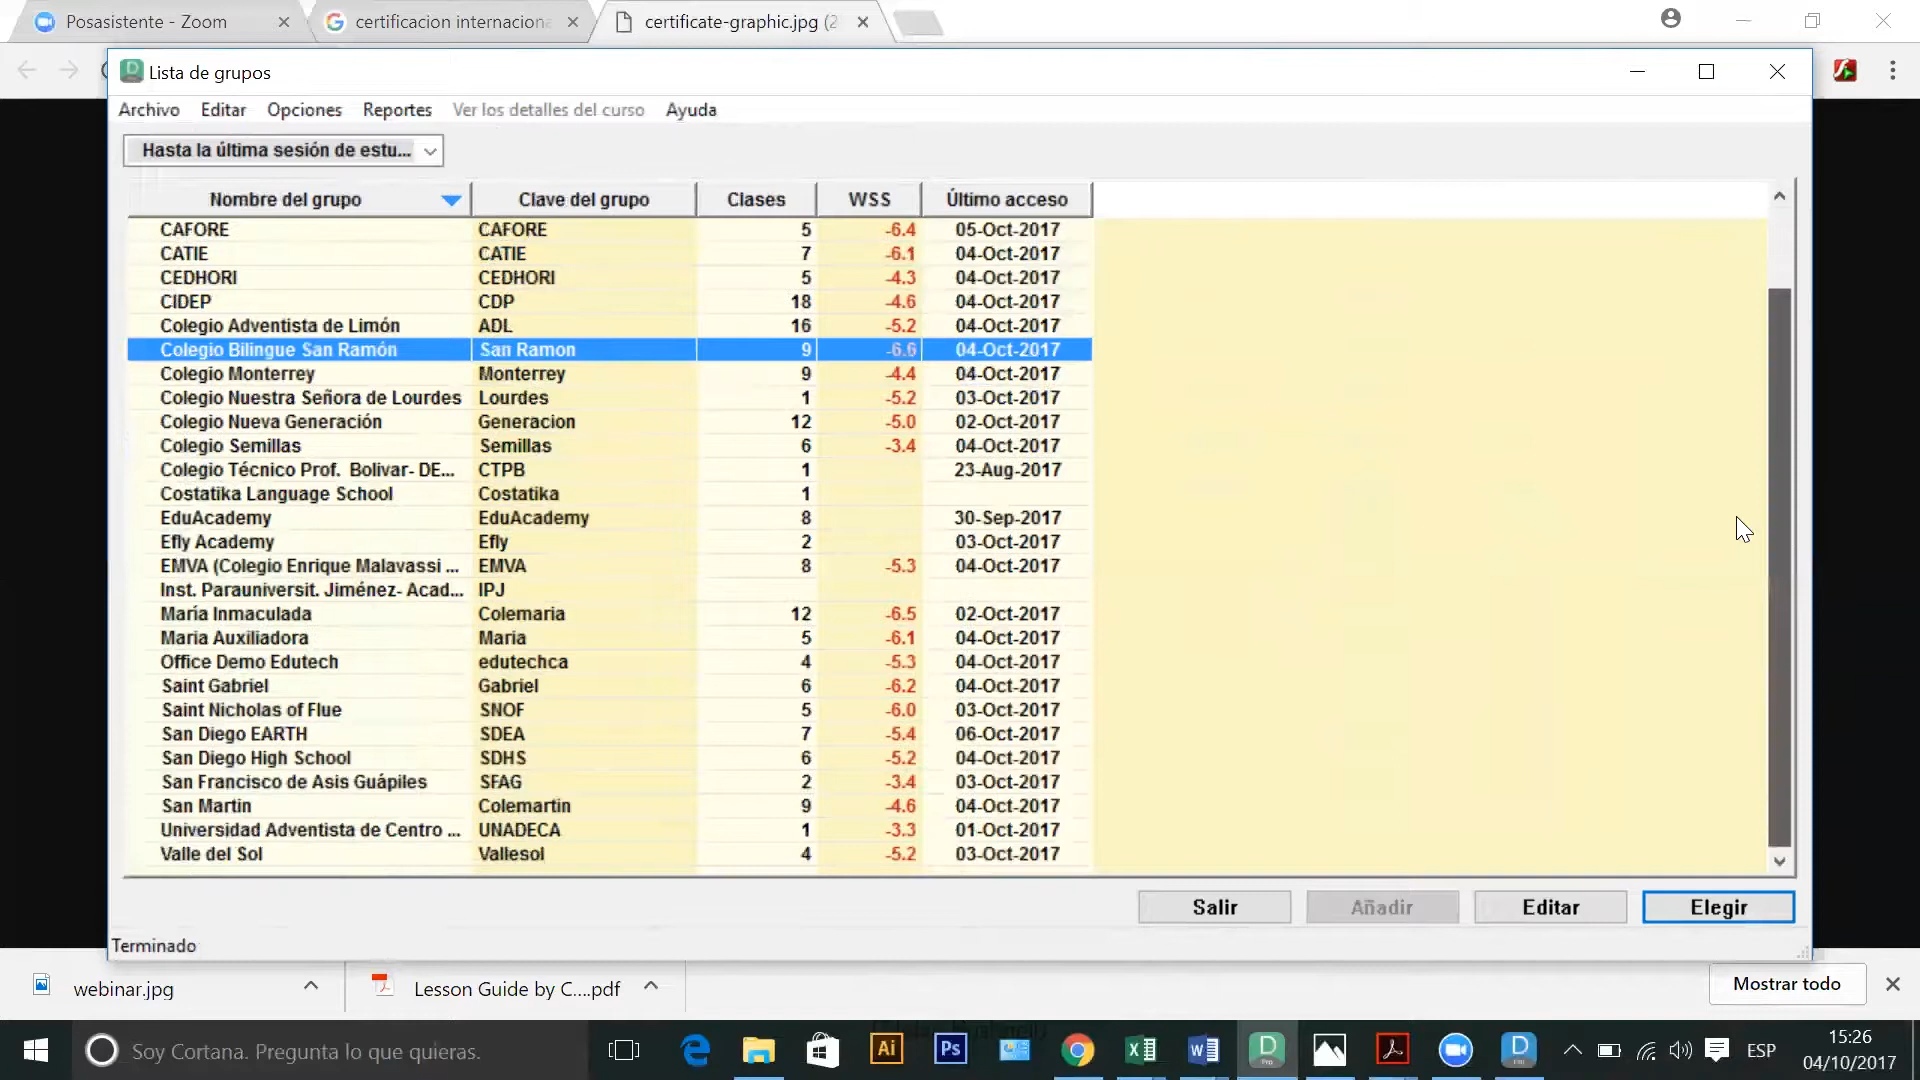 Posasistente - Zoom
certificacion internaciona
certificate-graphic.jpg (2
Lista de grupos
Archivo Editar Opciones Reportes Ver los detalles del curso Ayuda
Hasta la última sesión de estu...
Nombre del grupo Clave del grupo Clases WSS Último acceso
CAFORE CAFORE 5 -6.4 05-Oct-2017
CATIE CATIE 7 -6.1 04-Oct-2017
CEDHORI CEDHORI 5 -4.3 04-Oct-2017
CIDEP CDP 18 -4.6 04-Oct-2017
Colegio Adventista de Limón ADL 16 -5.2 04-Oct-2017
Colegio Bilingue San Ramón San Ramon 9 -6.6 04-Oct-2017
Colegio Monterrey Monterrey 9 -4.4 04-Oct-2017
Colegio Nuestra Señora de Lourdes Lourdes 1 -5.2 03-Oct-2017
Colegio Nueva Generación Generacion 12 -5.0 02-Oct-2017
Colegio Semillas Semillas 6 -3.4 04-Oct-2017
Colegio Técnico Prof. Bolivar- DE... CTPB 1 23-Aug-2017
Costatika Language School Costatika 1
EduAcademy EduAcademy 8 30-Sep-2017
Efly Academy Efly 2 03-Oct-2017
EMVA (Colegio Enrique Malavassi ... EMVA 8 -5.3 04-Oct-2017
Inst. Parauniversit. Jiménez- Acad... IPJ
María Inmaculada Colemaria 12 -6.5 02-Oct-2017
Maria Auxiliadora Maria 5 -6.1 04-Oct-2017
Office Demo Edutech edutechca 4 -5.3 04-Oct-2017
Saint Gabriel Gabriel 6 -6.2 04-Oct-2017
Saint Nicholas of Flue SNOF 5 -6.0 03-Oct-2017
San Diego EARTH SDEA 7 -5.4 06-Oct-2017
San Diego High School SDHS 6 -5.2 04-Oct-2017
San Francisco de Asis Guápiles SFAG 2 -3.4 03-Oct-2017
San Martin Colemartin 9 -4.6 04-Oct-2017
Universidad Adventista de Centro ... UNADECA 1 -3.3 01-Oct-2017
Valle del Sol Vallesol 4 -5.2 03-Oct-2017
Salir Añadir Editar Elegir
Terminado
webinar.jpg Lesson Guide by C....pdf Mostrar todo
Soy Cortana. Pregunta lo que quieras.
Ai Ps D D
ESP
15:26
04/10/2017